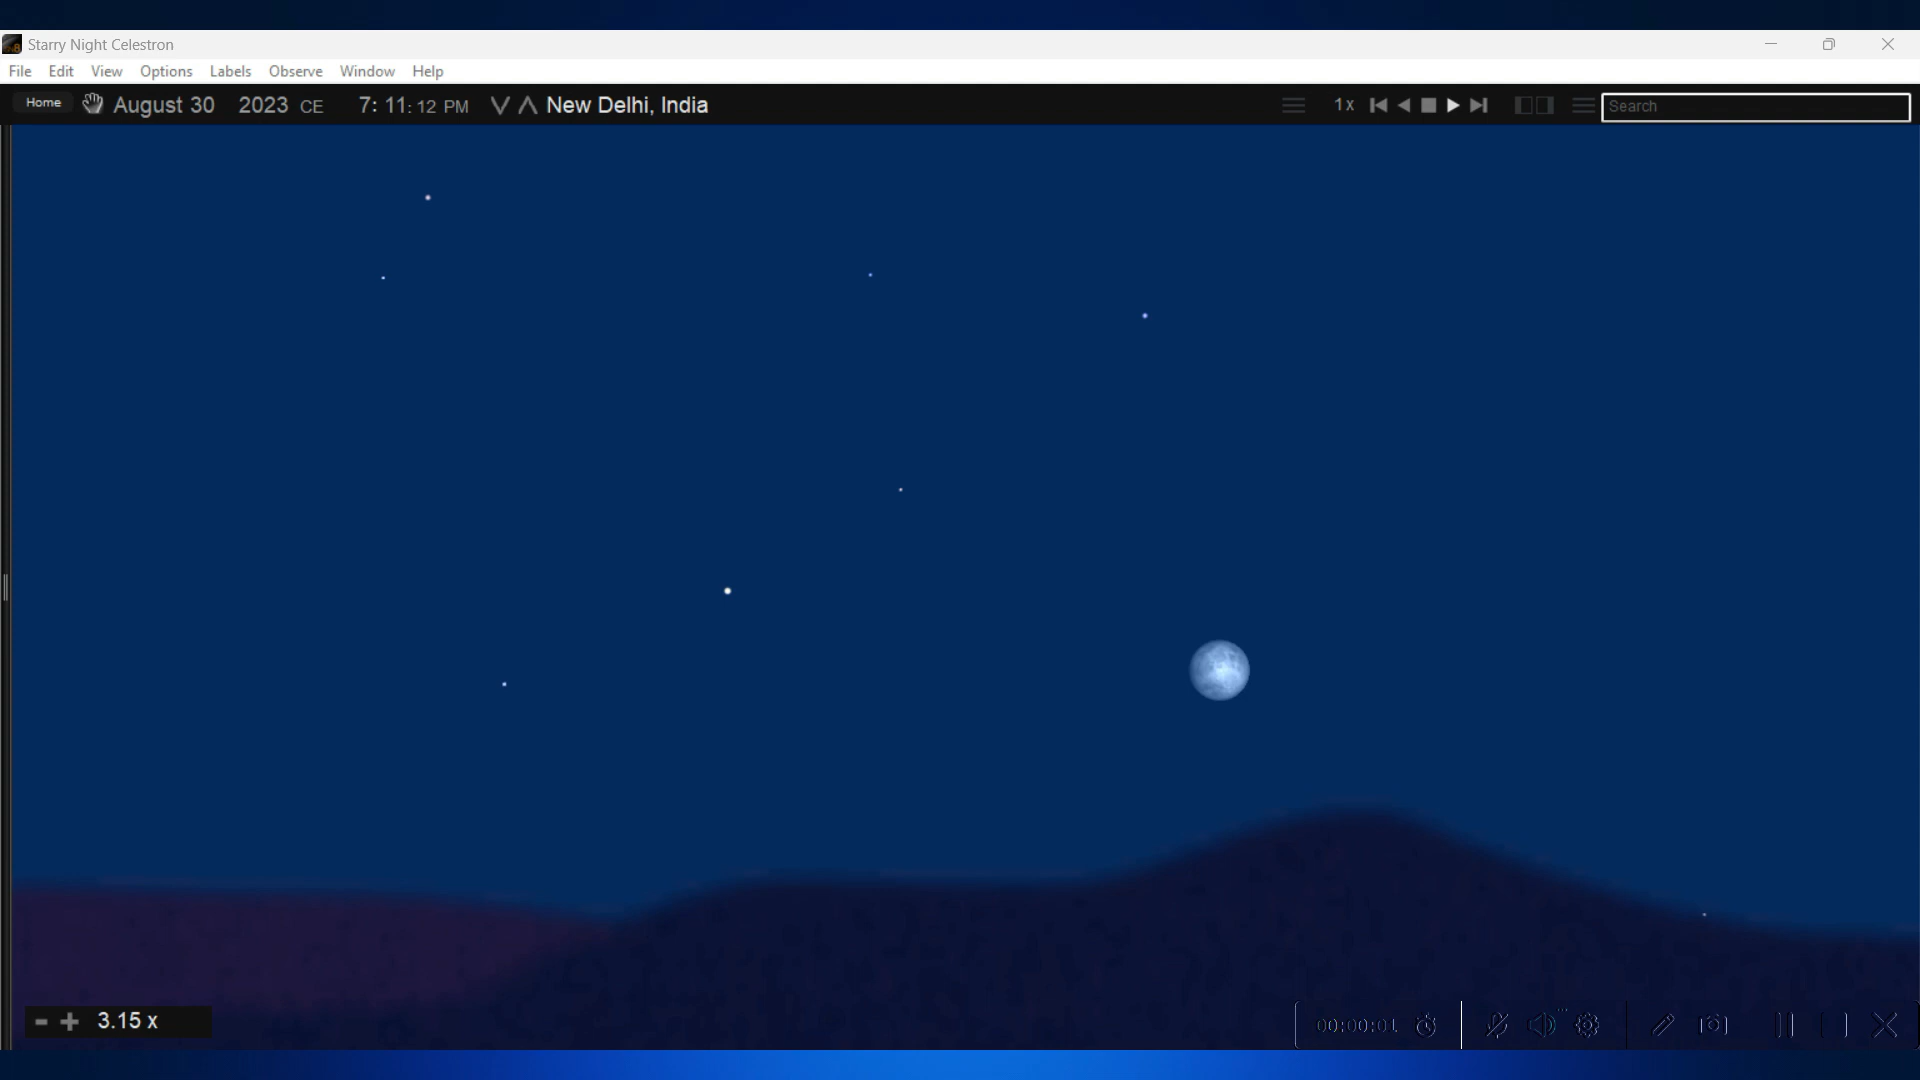 Starry Night Celestron
File Edit View Options Labels Observe Window Help
Home August 30 2023 CE 7: 11: 12 PM New Delhi, India 1x Search
3.15 x 00:00:01